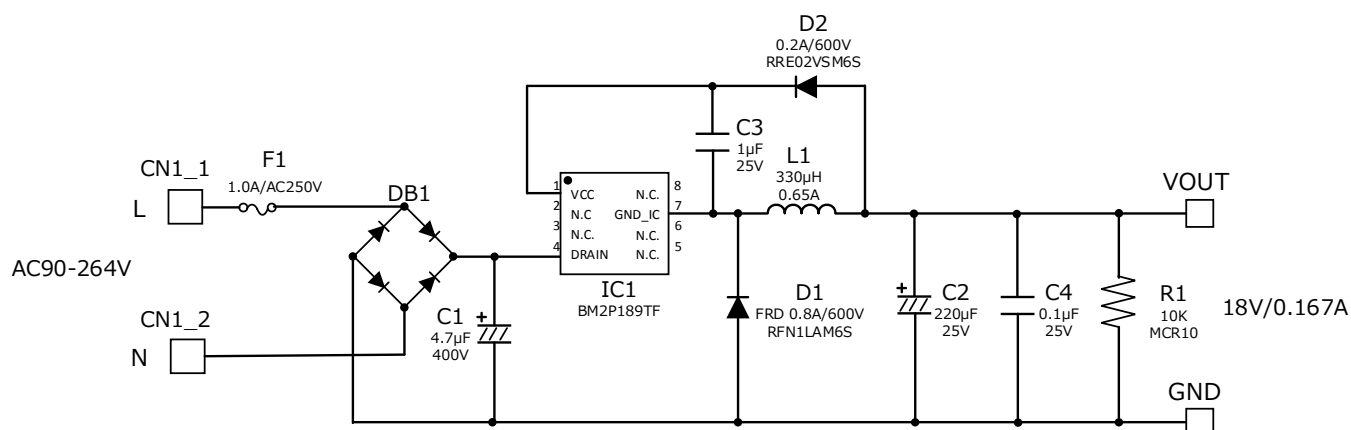 D2
0.2A/600V
RRE02VSM6S
C3
1μF
25V
L1
330μH
0.65A
CN1_1
L
F1
1.0A/AC250V
DB1
1
VCC
2
N.C
3
N.C.
4
DRAIN
N.C.
8
GND_IC
7
N.C.
6
N.C.
5
IC1
BM2P189TF
VOUT
AC90-264V
CN1_2
N
+
C1
4.7μF
400V
D1
FRD 0.8A/600V
RFN1LAM6S
+
C2
220μF
25V
C4
0.1μF
25V
R1
10K
MCR10
18V/0.167A
GND